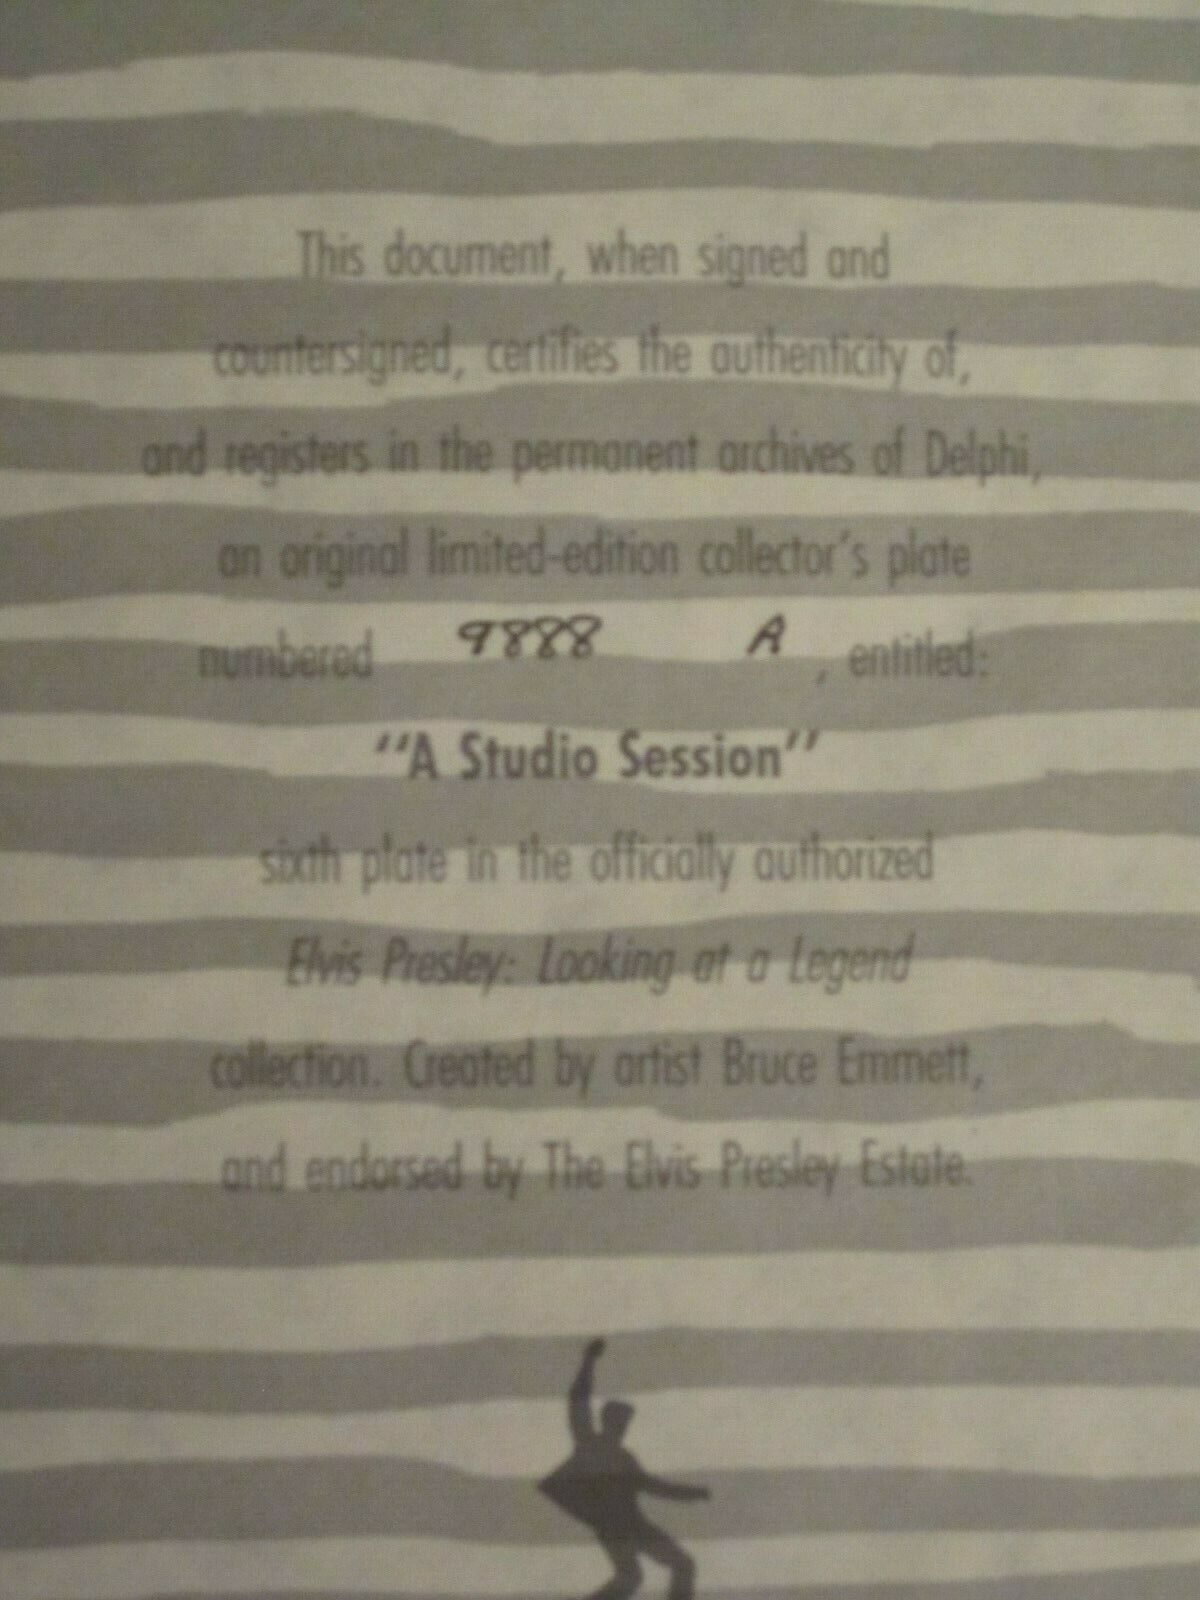 This document, when signed and
countersigned, certifies the authenticity of,
and registers in the permanent archives of Delphi,
an original limited-edition collector's plate
numbered 9888 A , entitled:
"A Studio Session"
sixth plate in the officially authorized
Elvis Presley: Looking at a Legend
collection. Created by artist Bruce Emmett,
and endorsed by The Elvis Presley Estate.